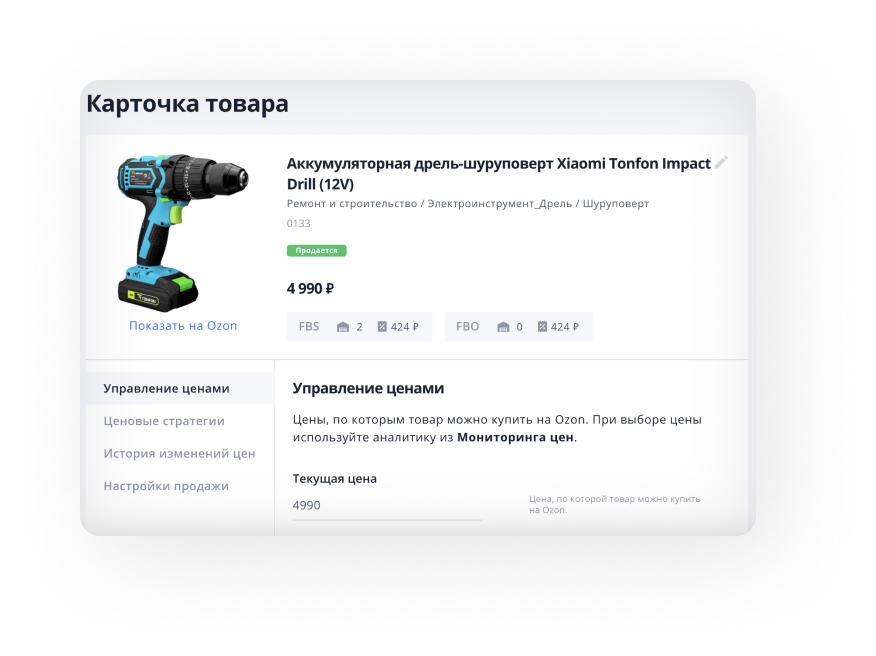 Карточка товара
Аккумуляторная дрель-шуруповерт Xiaomi Tonfon Impact
Drill (12V)
Ремонт и строительство / Электроинструмент_Дрель / Шуруповерт
0133
Продается
4 990 ₽
Показать на Ozon
FBS 2 424 ₽ FBO 0 424 ₽
Управление ценами
Ценовые стратегии
История изменений цен
Настройки продажи
Управление ценами
Цены, по которым товар можно купить на Ozon. При выборе цены
используйте аналитику из Мониторинга цен.
Текущая цена
4990
Цена, по которой товар можно купить
на Ozon.